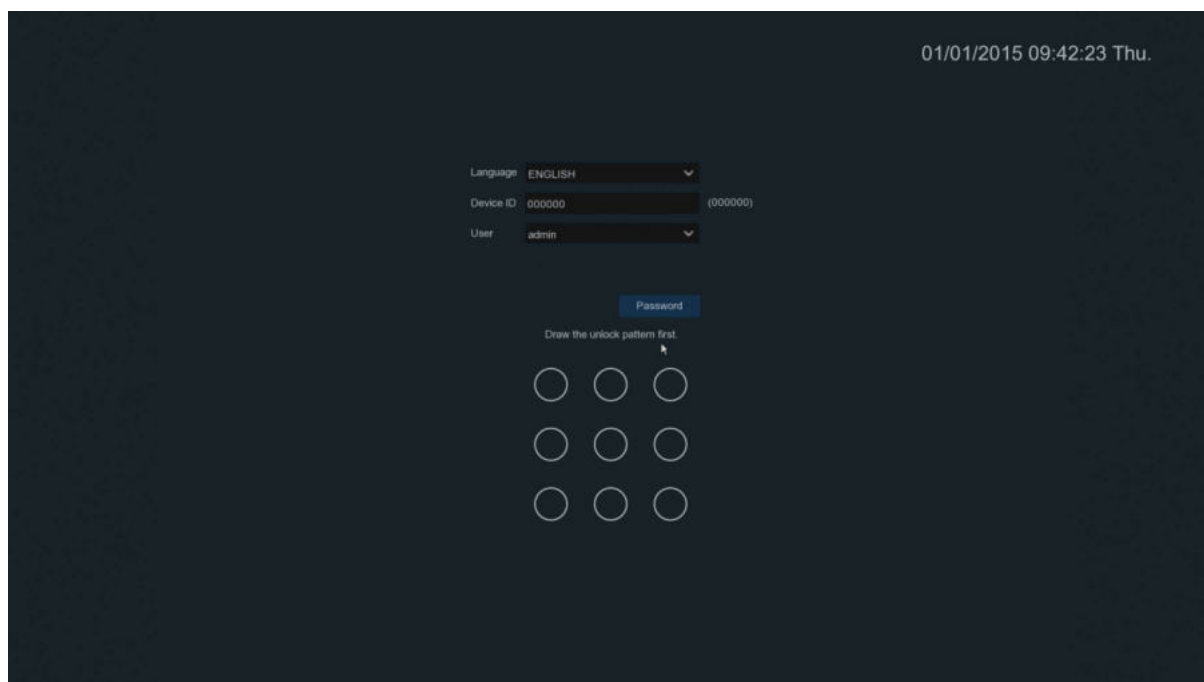 01/01/2015 09:42:23 Thu.
Language ENGLISH
Device ID 000000 (000000)
User admin
Password
Draw the unlock pattern first.